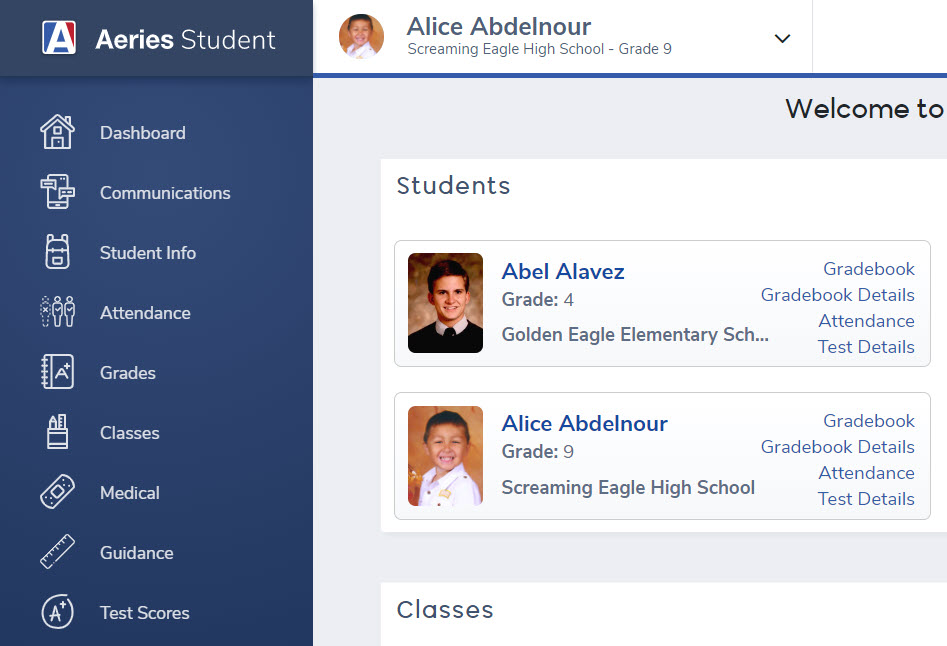 Aeries Student
Alice Abdelnour
Screaming Eagle High School - Grade 9
Dashboard
Communications
Student Info
Attendance
Grades
Classes
Medical
Guidance
Test Scores
Welcome to
Students
Abel Alavez
Grade: 4
Golden Eagle Elementary Sch...
Gradebook
Gradebook Details
Attendance
Test Details
Alice Abdelnour
Grade: 9
Screaming Eagle High School
Gradebook
Gradebook Details
Attendance
Test Details
Classes